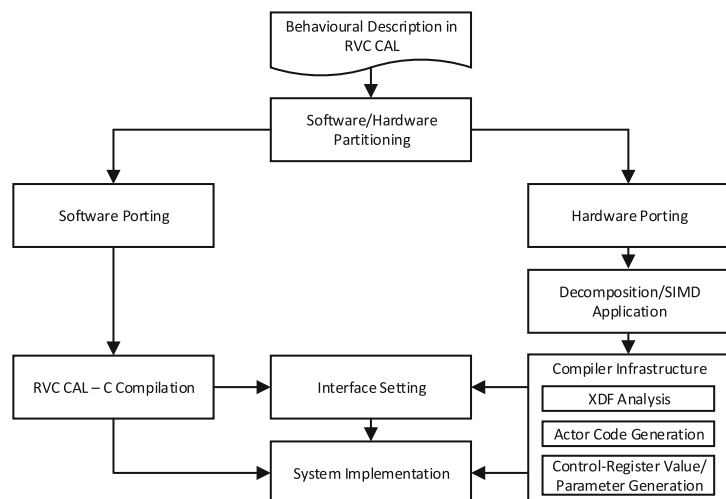 Behavioural Description in
RVC CAL
Software/Hardware
Partitioning
Software Porting
Hardware Porting
Decomposition/SIMD
Application
RVC CAL – C Compilation
Interface Setting
Compiler Infrastructure
XDF Analysis
Actor Code Generation
Control-Register Value/
Parameter Generation
System Implementation